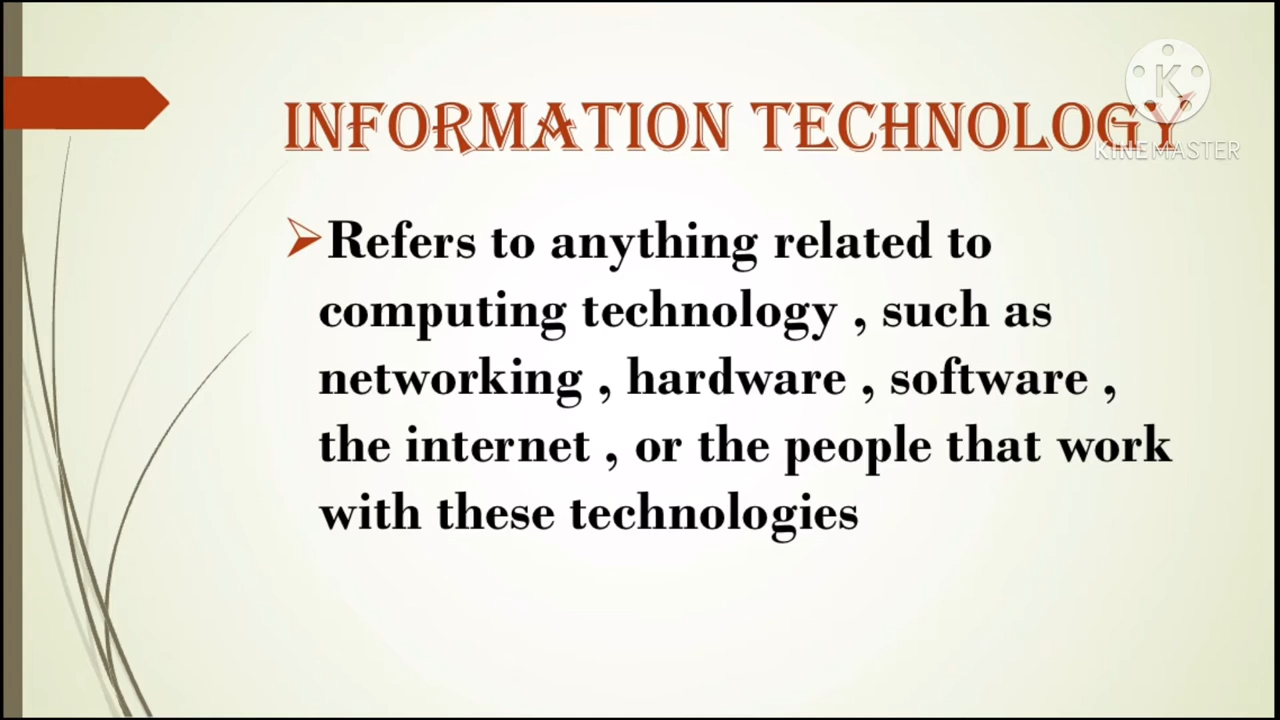 INFORMATION TECHNOLOGY
K
KINEMASTER
Refers to anything related to
computing technology , such as
networking , hardware , software ,
the internet , or the people that work
with these technologies